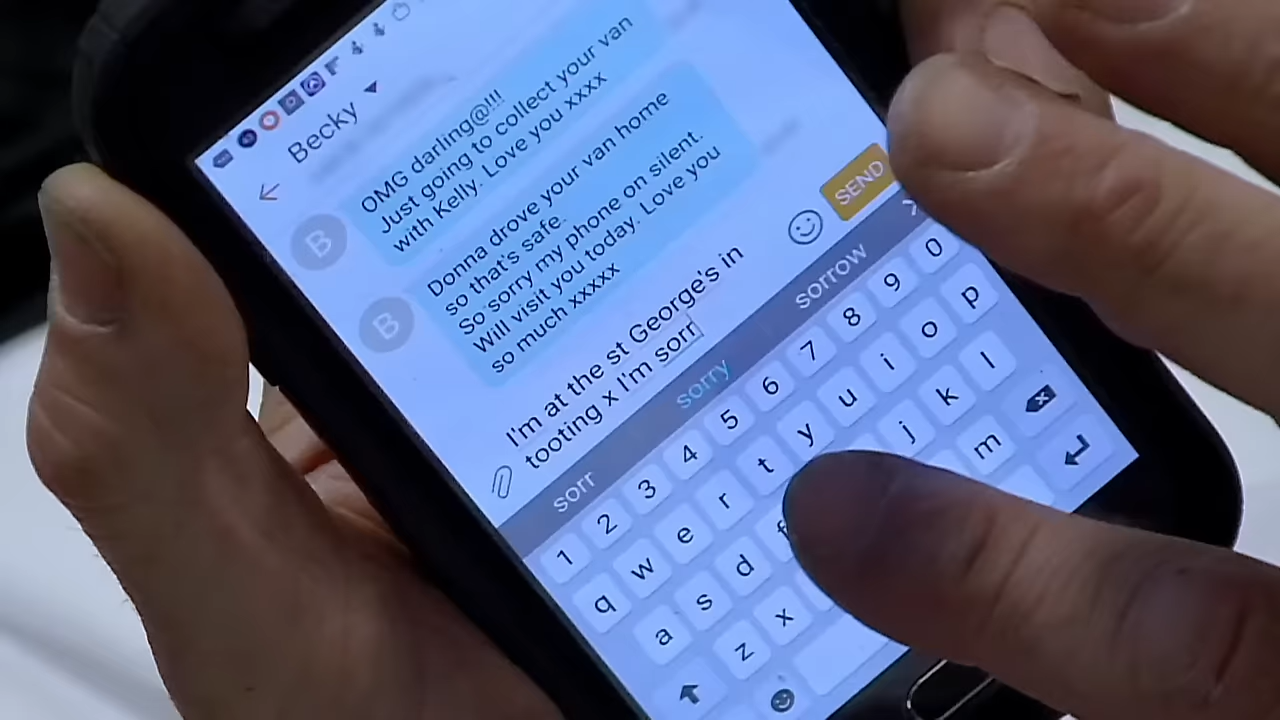 Becky
OMG darling@!!!
Just going to collect your van
with Kelly. Love you xxxx
B
Donna drove your van home
so that's safe.
So sorry my phone on silent.
Will visit you today. Love you
so much xxxxx
B
I'm at the st George's in
tooting x I'm sorr
SEND
sorr sorry sorrow
1 2 3 4 5 6 7 8 9 0
q w e r t y u i o p
a s d f j k l
z x m